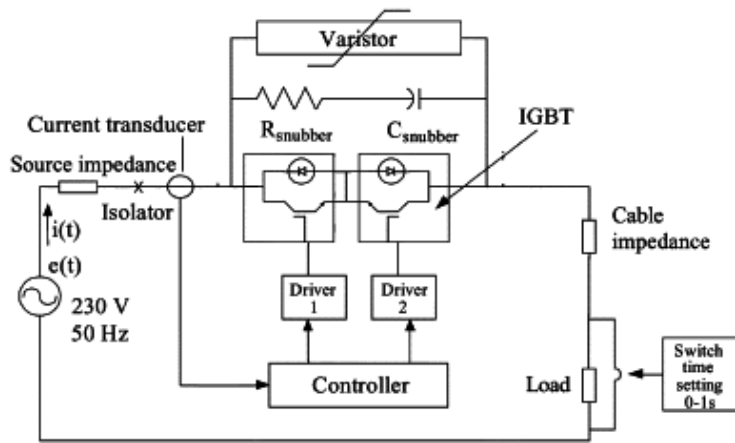 Varistor
Rsnubber
Csnubber
IGBT
Current transducer
Source impedance
Isolator
i(t)
e(t)
230 V
50 Hz
Cable
impedance
Driver
1
Driver
2
Controller
Load
Switch
time
setting
0-1s